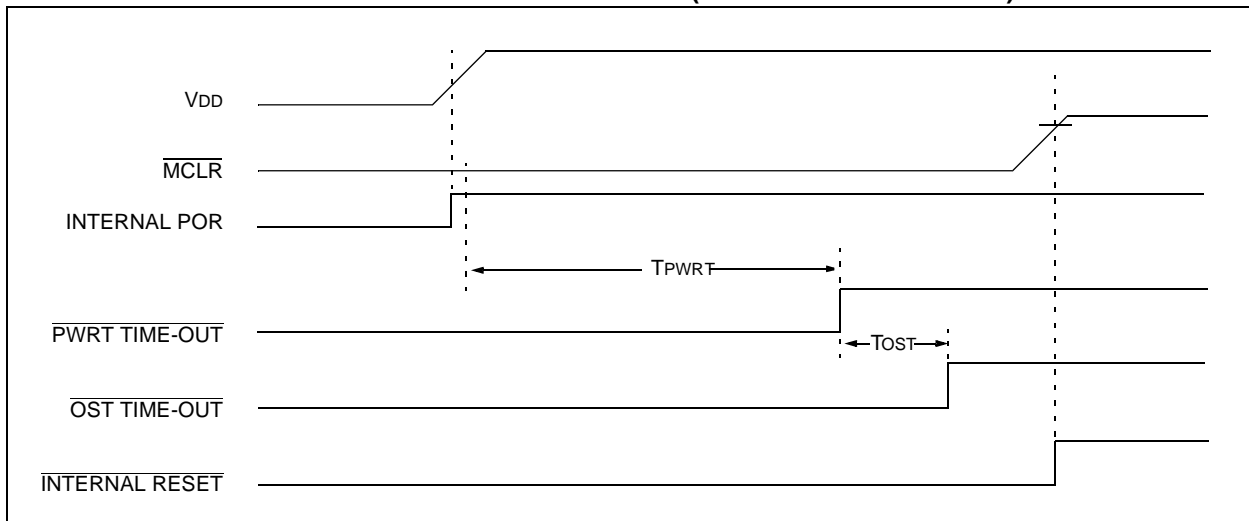 VDD
MCLR
INTERNAL POR
TPWRT
PWRT TIME-OUT
TOST
OST TIME-OUT
INTERNAL RESET